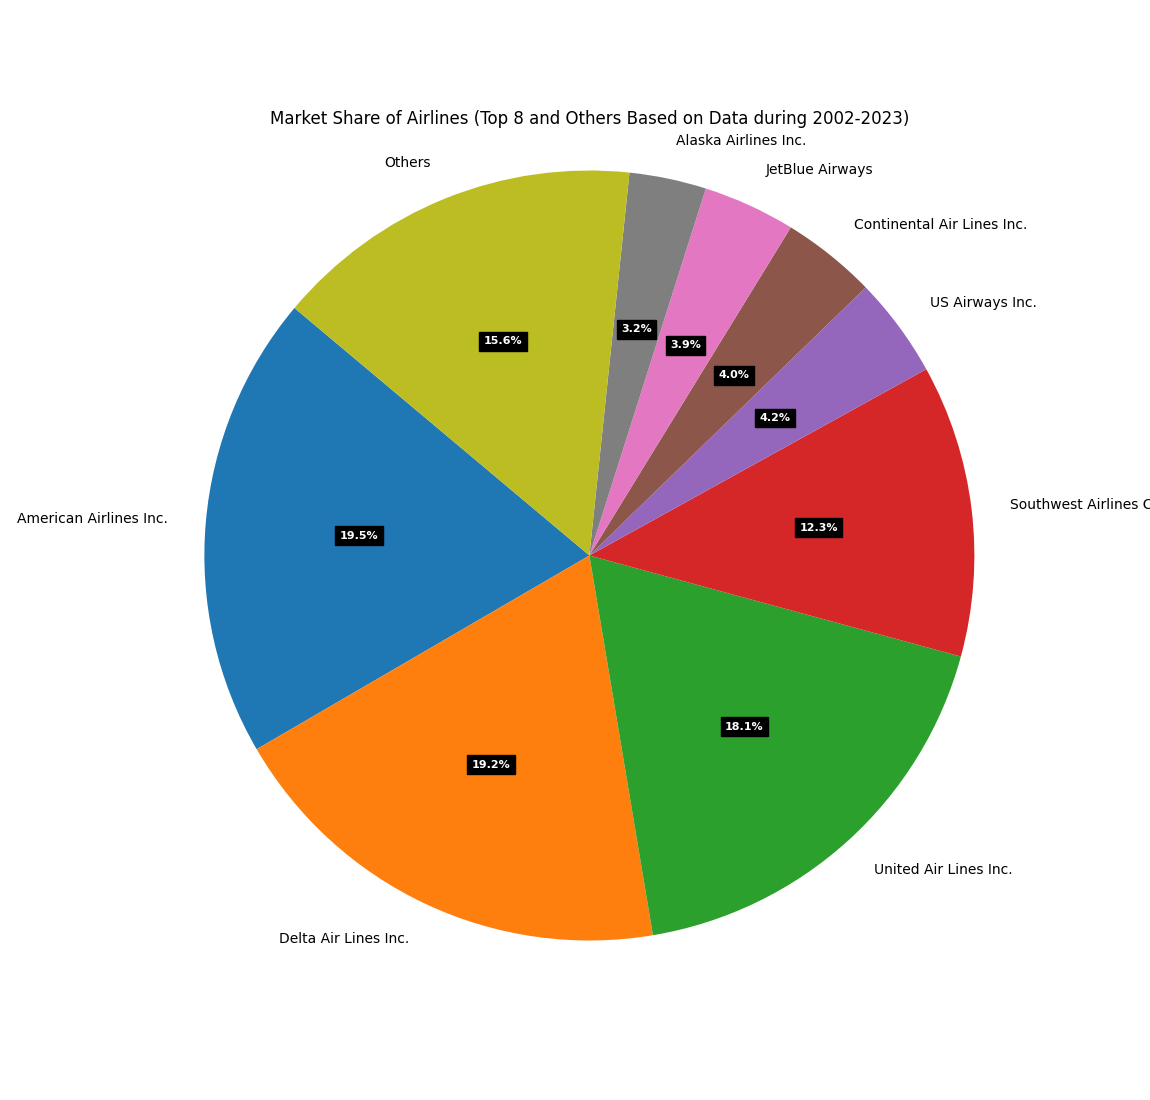 Market Share of Airlines (Top 8 and Others Based on Data during 2002-2023)
Alaska Airlines Inc.
Others
JetBlue Airways
Continental Air Lines Inc.
US Airways Inc.
3.2%
15.6%
3.9%
4.0%
4.2%
Southwest Airlines C
American Airlines Inc.
12.3%
19.5%
18.1%
19.2%
United Air Lines Inc.
Delta Air Lines Inc.